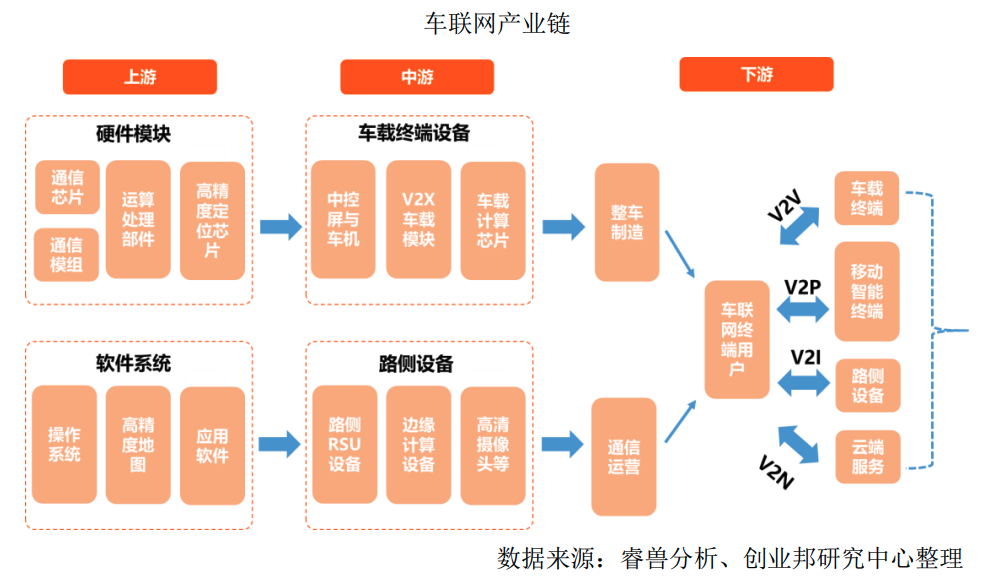 车联网产业链
上游
中游
下游
硬件模块
通信
芯片
通信
模组
运算
处理
部件
高精
度定
位芯
片
车载终端设备
中控
屏与
车机
V2X
车载
模块
车载
计算
芯片
整车
制造
软件系统
操作
系统
高精
度地
图
应用
软件
路侧设备
路侧
RSU
设备
边缘
计算
设备
高清
摄像
头等
通信
运营
车联
网终
端用
户
V2V
车载
终端
V2P
移动
智能
终端
V2I
路侧
设备
V2N
云端
服务
数据来源：睿兽分析、创业邦研究中心整理